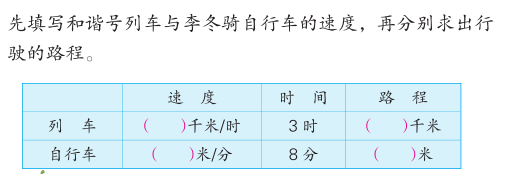 先填写和谐号列车与李冬骑自行车的速度，再分别求出行
驶的路程。
速 度 时 间 路 程
列 车 （ ）千米/时 3 时 （ ）千米
自行车 （ ）米/分 8 分 （ ）米